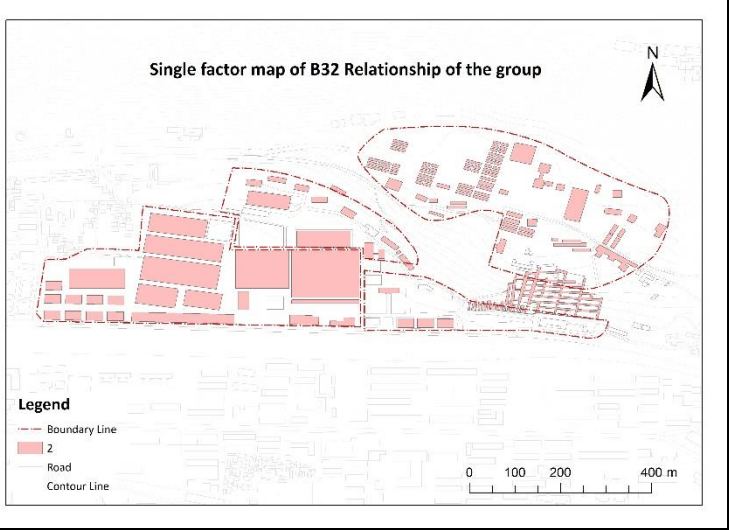 Single factor map of B32 Relationship of the group
N
Legend
Boundary Line
2
Road
Contour Line
0 100 200 400 m